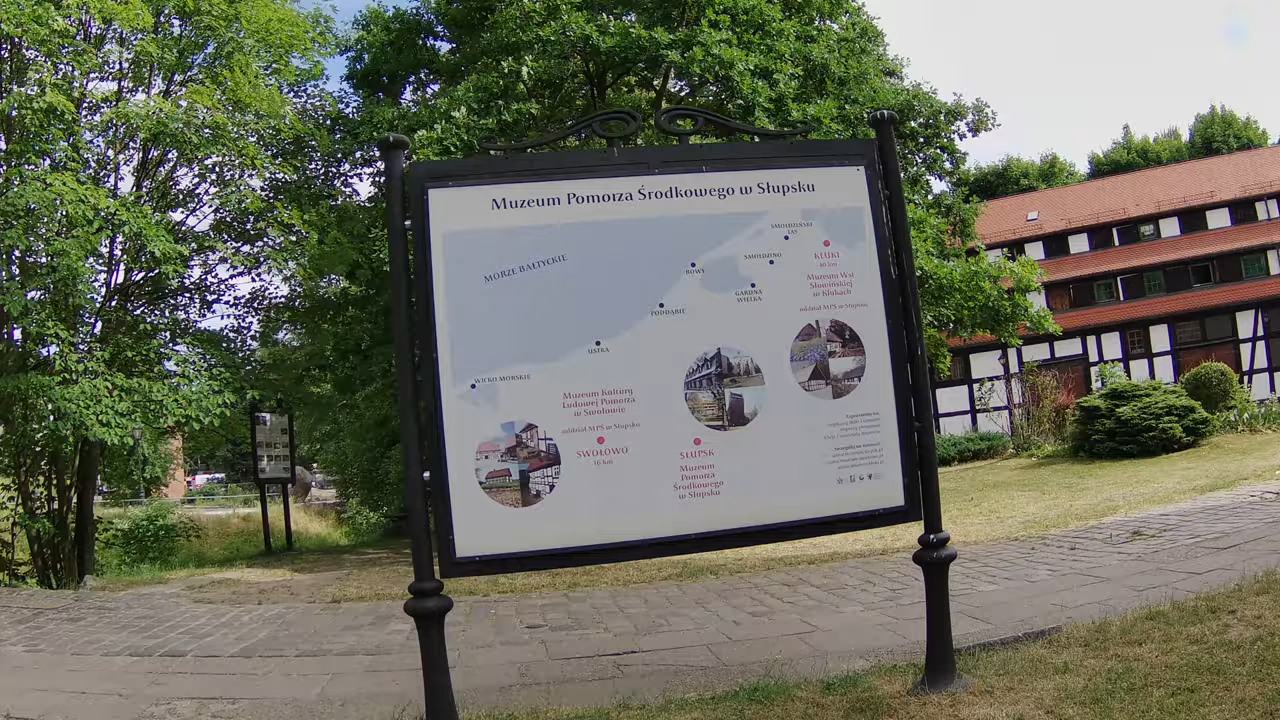 Muzeum Pomorza Środkowego w Słupsku
MORZE BAŁTYCKIE
SMOŁDZIŃSKI
LAS
SMOŁDZINO
KLUKI
40 km
Muzeum Wsi
Słowińskiej
w Klukach
oddział MPS w Słupsku
ROWY
GARDNA
WIELKA
PODDĄBIE
USTKA
WICKO MORSKIE
Muzeum Kultury
Ludowej Pomorza
w Swołowie
oddział MPS w Słupsku
SWOŁOWO
16 km
SŁUPSK
Muzeum
Pomorza
Środkowego
w Słupsku